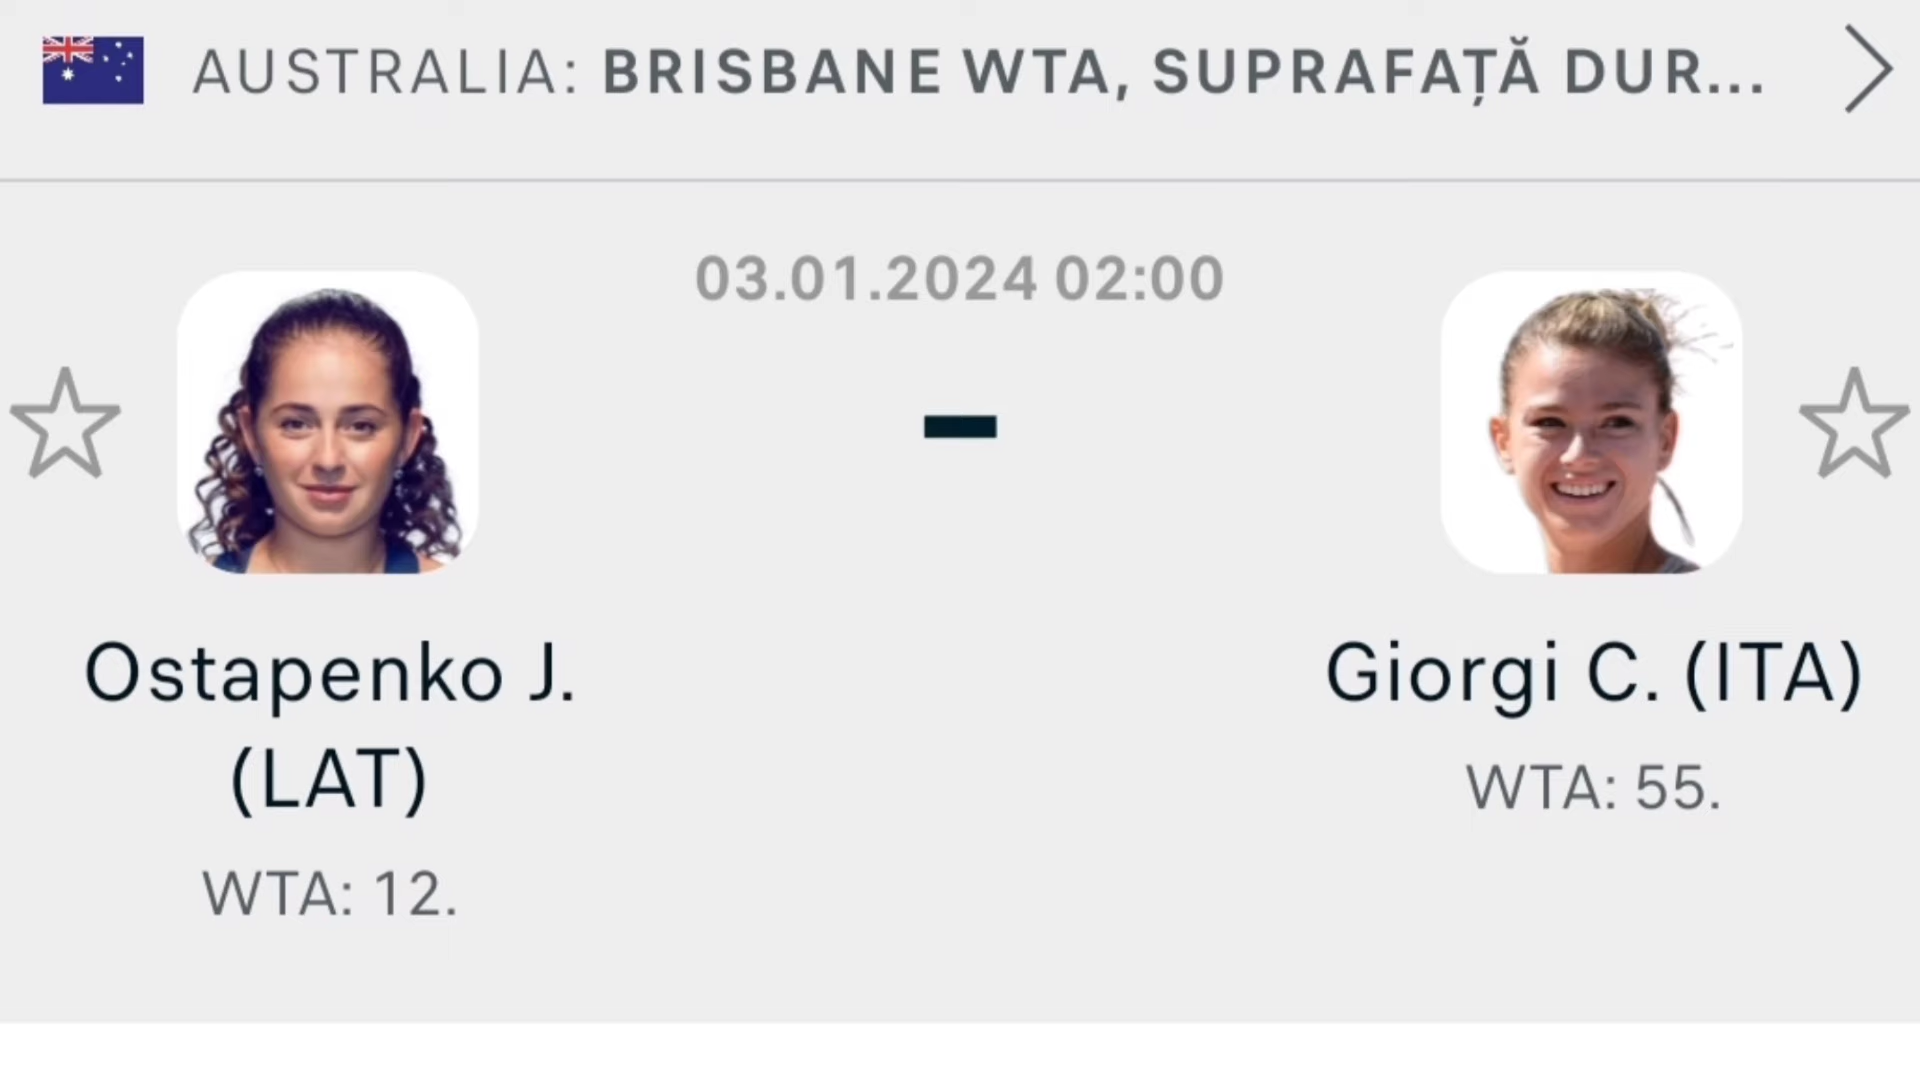 AUSTRALIA: BRISBANE WTA, SUPRAFAȚĂ DUR...
03.01.2024 02:00
-
Ostapenko J.
(LAT)
WTA: 12.
Giorgi C. (ITA)
WTA: 55.